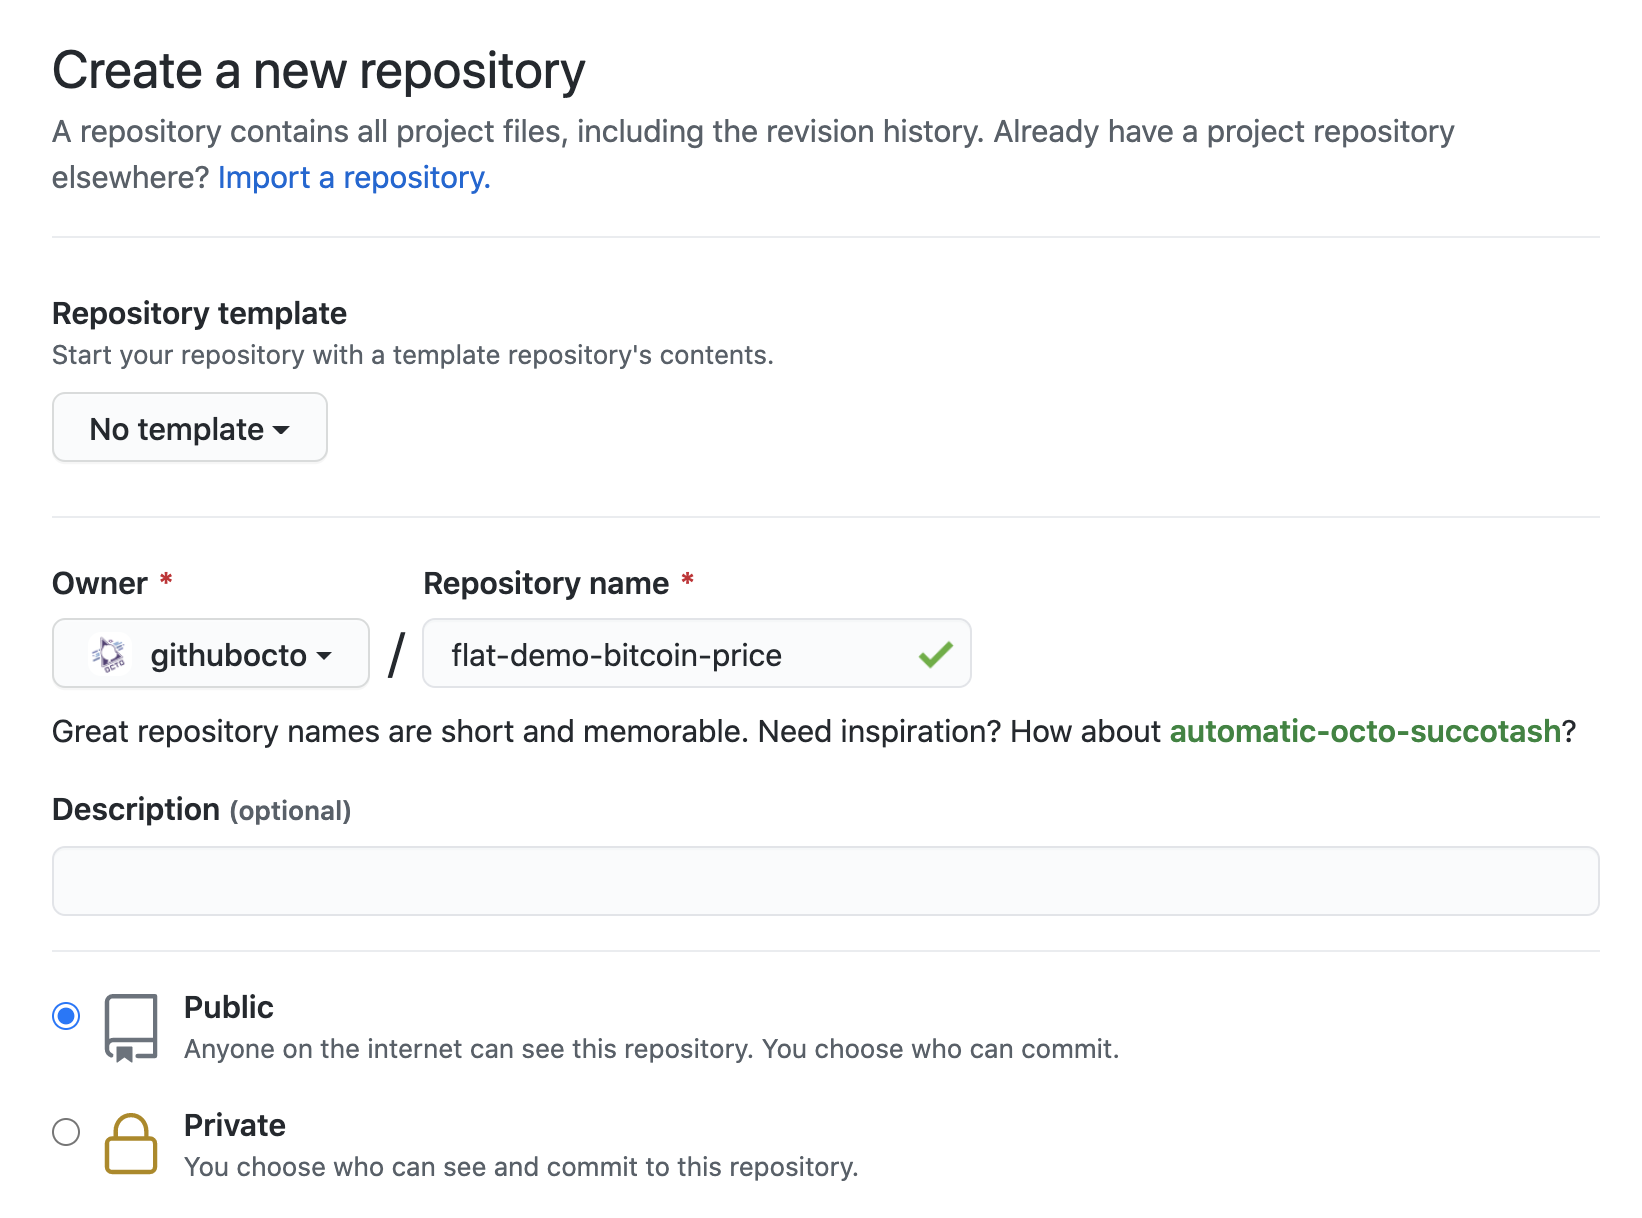 Create a new repository
A repository contains all project files, including the revision history. Already have a project repository
elsewhere? Import a repository.
Repository template
Start your repository with a template repository's contents.
No template
Owner *
Repository name *
OCTO
githubocto / flat-demo-bitcoin-price
Great repository names are short and memorable. Need inspiration? How about automatic-octo-succotash?
Description (optional)
Public
Anyone on the internet can see this repository. You choose who can commit.
Private
You choose who can see and commit to this repository.